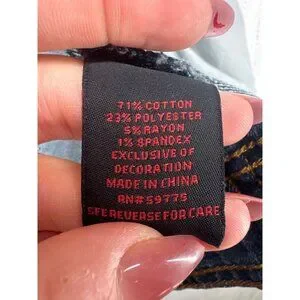 71% COTTON
23% POLYESTER
5% RAYON
1% SPANDEX
EXCLUSIVE OF
DECORATION
MADE IN CHINA
RN#59775
SEE REVERSE FOR CARE